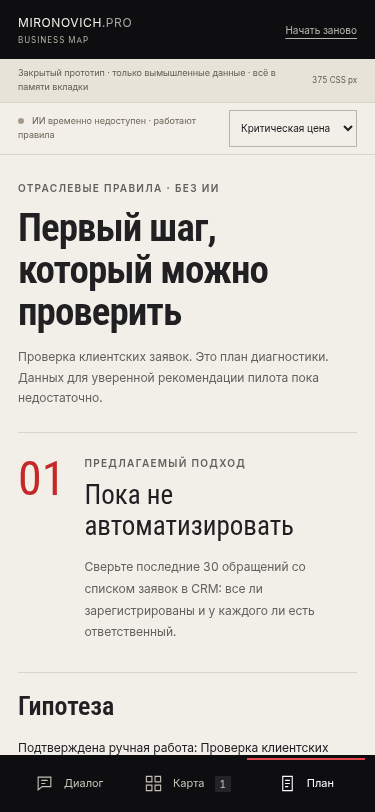 MIRONOVICH.PRO
BUSINESS MAP
Начать заново
Закрытый прототип · только вымышленные данные · всё в
памяти вкладки
375 CSS px
ИИ временно недоступен · работают
правила
Критическая цена
ОТРАСЛЕВЫЕ ПРАВИЛА · БЕЗ ИИ
Первый шаг,
который можно
проверить
Проверка клиентских заявок. Это план диагностики.
Данных для уверенной рекомендации пилота пока
недостаточно.
01
ПРЕДЛАГАЕМЫЙ ПОДХОД
Пока не
автоматизировать
Сверьте последние 30 обращений со
списком заявок в CRM: все ли
зарегистрированы и у каждого ли есть
ответственный.
Гипотеза
Подтверждена ручная работа: Проверка клиентских
Диалог
Карта 1
План